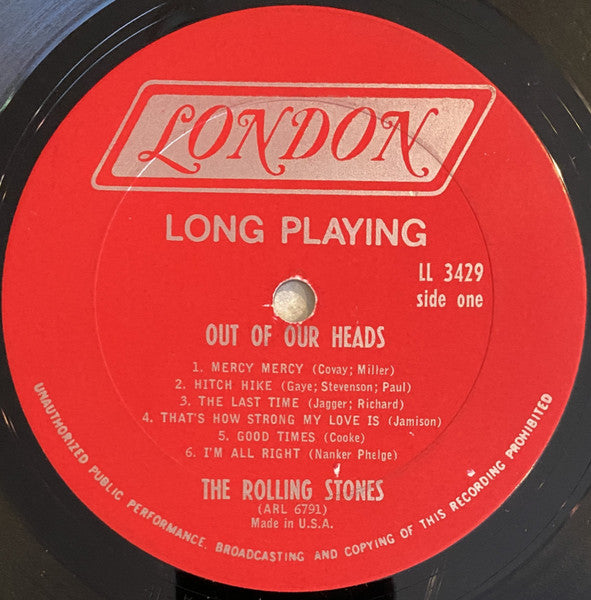 LONDON
LONG PLAYING
LL 3429
side one
OUT OF OUR HEADS
1. MERCY MERCY (Covay; Miller)
2. HITCH HIKE (Gaye; Stevenson; Paul)
3. THE LAST TIME (Jagger; Richard)
4. THAT'S HOW STRONG MY LOVE IS (Jamison)
5. GOOD TIMES (Cooke)
6. I'M ALL RIGHT (Nanker Phelge)
THE ROLLING STONES
(ARL 6791)
Made in U.S.A.
UNAUTHORIZED PUBLIC PERFORMANCE, BROADCASTING AND COPYING OF THIS RECORDING PROHIBITED